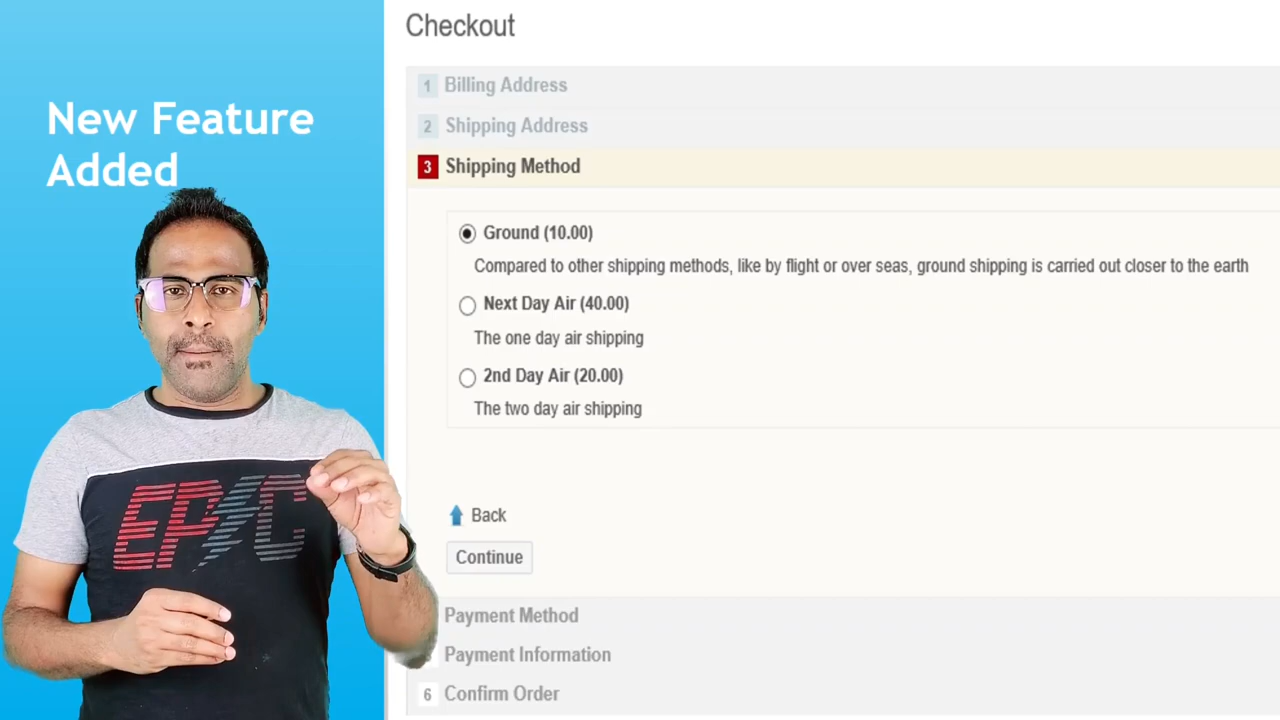 New Feature
Added
EPIC
Checkout
1 Billing Address
2 Shipping Address
3 Shipping Method
Ground (10.00)
Compared to other shipping methods, like by flight or over seas, ground shipping is carried out closer to the earth
Next Day Air (40.00)
The one day air shipping
2nd Day Air (20.00)
The two day air shipping
Back
Continue
Payment Method
Payment Information
6 Confirm Order